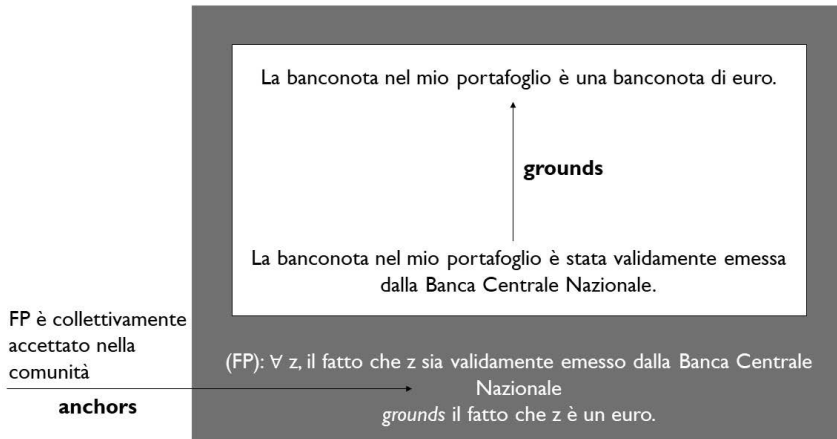 La banconota nel mio portafoglio è una banconota di euro.
grounds
La banconota nel mio portafoglio è stata validamente emessa
dalla Banca Centrale Nazionale.
FP è collettivamente
accettato nella
comunità
anchors
(FP): ∀ z, il fatto che z sia validamente emesso dalla Banca Centrale
Nazionale
grounds il fatto che z è un euro.